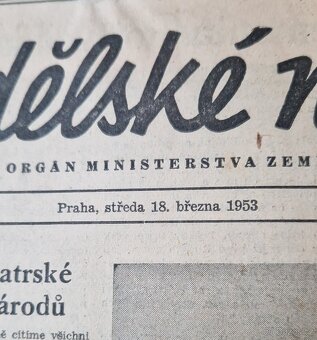 dělské n
ORGÁN MINISTERSTVA ZEM
Praha, středa 18. března 1953
atrské
árodů
ě cítíme všichni